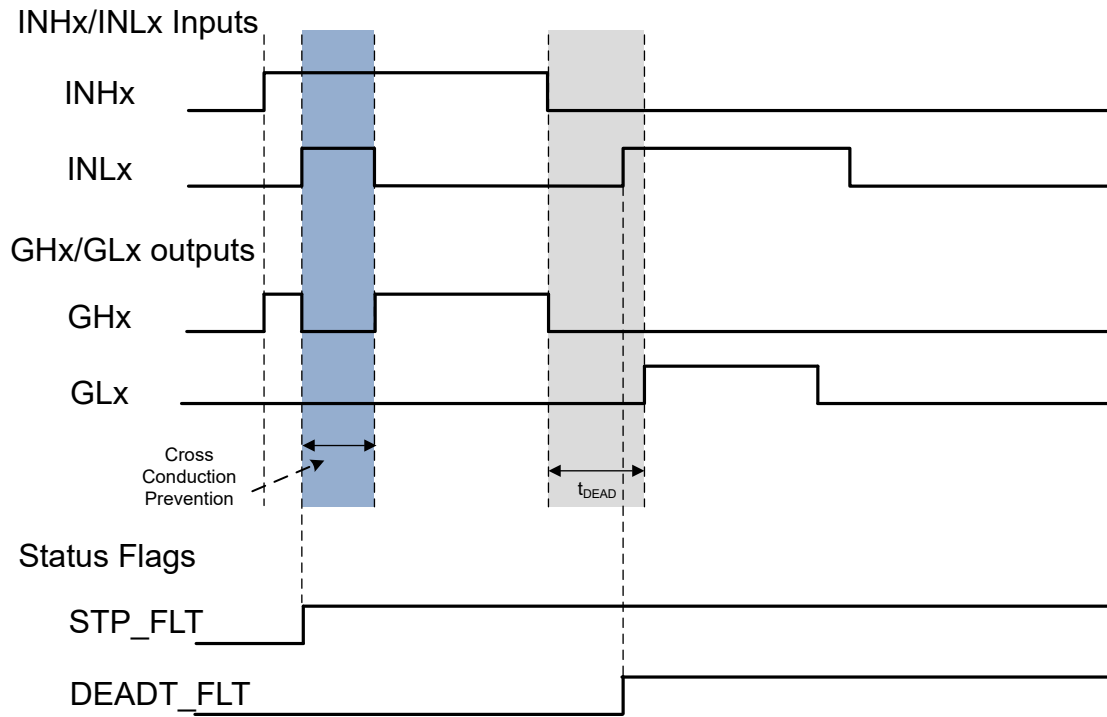 INHx/INLx Inputs
INHx
INLx
GHx/GLx outputs
GHx
GLx
Cross
Conduction
Prevention
tDEAD
Status Flags
STP_FLT
DEADT_FLT